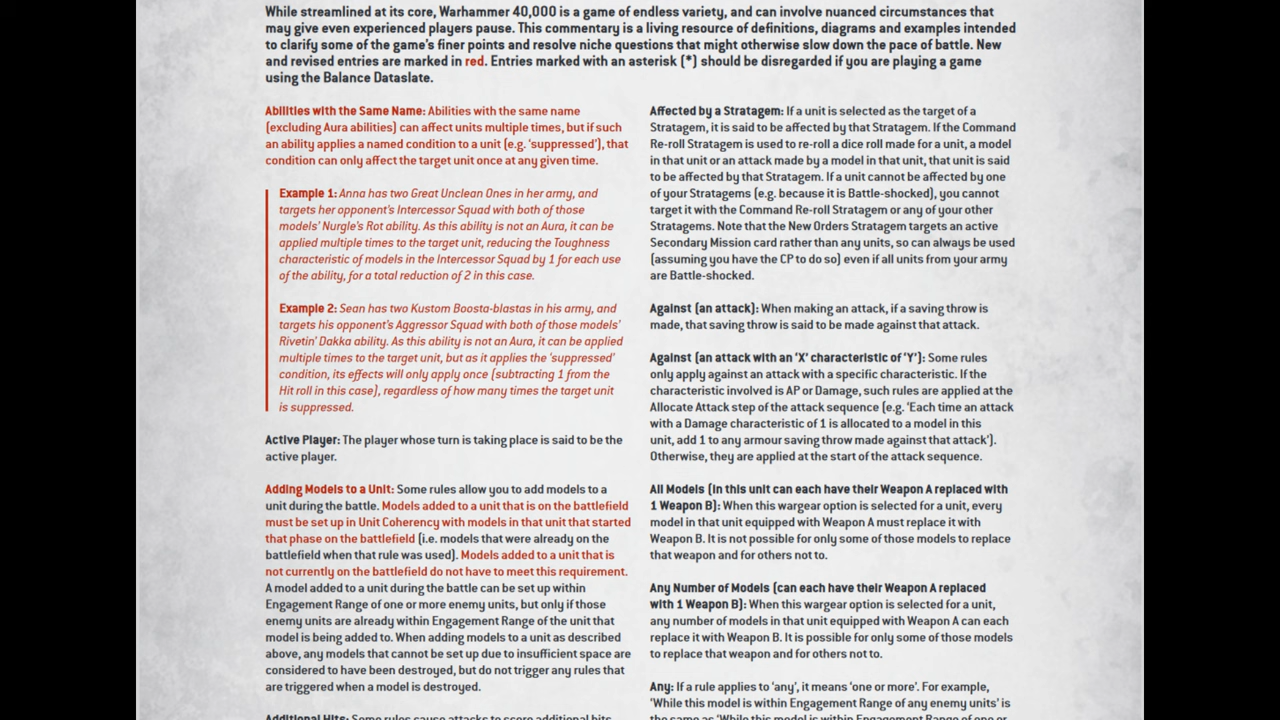 While streamlined at its core, Warhammer 40,000 is a game of endless variety, and can involve nuanced circumstances that
may give even experienced players pause. This commentary is a living resource of definitions, diagrams and examples intended
to clarify some of the game's finer points and resolve niche questions that might otherwise slow down the pace of battle. New
and revised entries are marked in red. Entries marked with an asterisk (*) should be disregarded if you are playing a game
using the Balance Dataslate.
Abilities with the Same Name: Abilities with the same name
(excluding Aura abilities) can affect units multiple times, but if such
an ability applies a named condition to a unit (e.g. 'suppressed'), that
condition can only affect the target unit once at any given time.
Example 1: Anna has two Great Unclean Ones in her army, and
targets her opponent's Intercessor Squad with both of those
models' Nurgle's Rot ability. As this ability is not an Aura, it can be
applied multiple times to the target unit, reducing the Toughness
characteristic of models in the Intercessor Squad by 1 for each use
of the ability, for a total reduction of 2 in this case.
Example 2: Sean has two Kustom Boosta-blastas in his army, and
targets his opponent's Aggressor Squad with both of those models'
Rivetin' Dakka ability. As this ability is not an Aura, it can be applied
multiple times to the target unit, but as it applies the 'suppressed'
condition, its effects will only apply once (subtracting 1 from the
Hit roll in this case), regardless of how many times the target unit
is suppressed.
Active Player: The player whose turn is taking place is said to be the
active player.
Adding Models to a Unit: Some rules allow you to add models to a
unit during the battle. Models added to a unit that is on the battlefield
must be set up in Unit Coherency with models in that unit that started
that phase on the battlefield (i.e. models that were already on the
battlefield when that rule was used). Models added to a unit that is
not currently on the battlefield do not have to meet this requirement.
A model added to a unit during the battle can be set up within
Engagement Range of one or more enemy units, but only if those
enemy units are already within Engagement Range of the unit that
model is being added to. When adding models to a unit as described
above, any models that cannot be set up due to insufficient space are
considered to have been destroyed, but do not trigger any rules that
are triggered when a model is destroyed.
Additional Hits: Some rules cause attacks to score additional hits
Affected by a Stratagem: If a unit is selected as the target of a
Stratagem, it is said to be affected by that Stratagem. If the Command
Re-roll Stratagem is used to re-roll a dice roll made for a unit, a model
in that unit or an attack made by a model in that unit, that unit is said
to be affected by that Stratagem. If a unit cannot be affected by one
of your Stratagems (e.g. because it is Battle-shocked), you cannot
target it with the Command Re-roll Stratagem or any of your other
Stratagems. Note that the New Orders Stratagem targets an active
Secondary Mission card rather than any units, so can always be used
(assuming you have the CP to do so) even if all units from your army
are Battle-shocked.
Against (an attack): When making an attack, if a saving throw is
made, that saving throw is said to be made against that attack.
Against (an attack with an 'X' characteristic of 'Y'): Some rules
only apply against an attack with a specific characteristic. If the
characteristic involved is AP or Damage, such rules are applied at the
Allocate Attack step of the attack sequence (e.g. 'Each time an attack
with a Damage characteristic of 1 is allocated to a model in this
unit, add 1 to any armour saving throw made against that attack').
Otherwise, they are applied at the start of the attack sequence.
All Models (in this unit can each have their Weapon A replaced with
1 Weapon B): When this wargear option is selected for a unit, every
model in that unit equipped with Weapon A must replace it with
Weapon B. It is not possible for only some of those models to replace
that weapon and for others not to.
Any Number of Models (can each have their Weapon A replaced
with 1 Weapon B): When this wargear option is selected for a unit,
any number of models in that unit equipped with Weapon A can each
replace it with Weapon B. It is possible for only some of those models
to replace that weapon and for others not to.
Any: If a rule applies to 'any', it means 'one or more'. For example,
'While this model is within Engagement Range of any enemy units' is
the same as 'While this model is within Engagement Range of one or